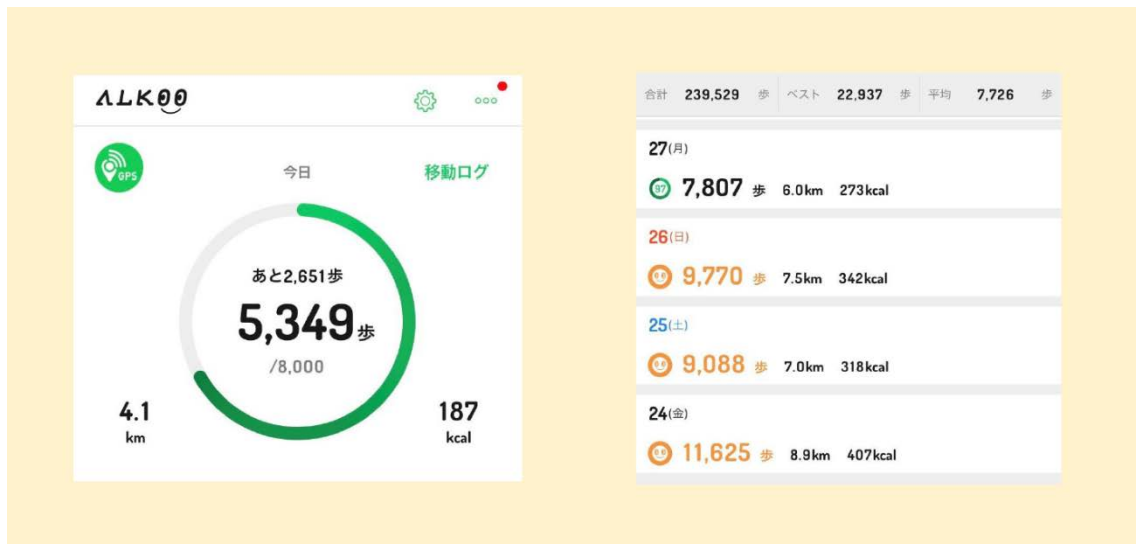 ALKOO
GPS
今日
移動ログ
あと2,651歩
5,349歩
/8,000
4.1
km
187
kcal
合計 239,529 歩 ベスト 22,937 歩 平均 7,726 歩
27(月)
97 7,807 歩 6.0km 273kcal
26(日)
9,770 歩 7.5km 342kcal
25(土)
9,088 歩 7.0km 318kcal
24(金)
11,625 歩 8.9km 407kcal